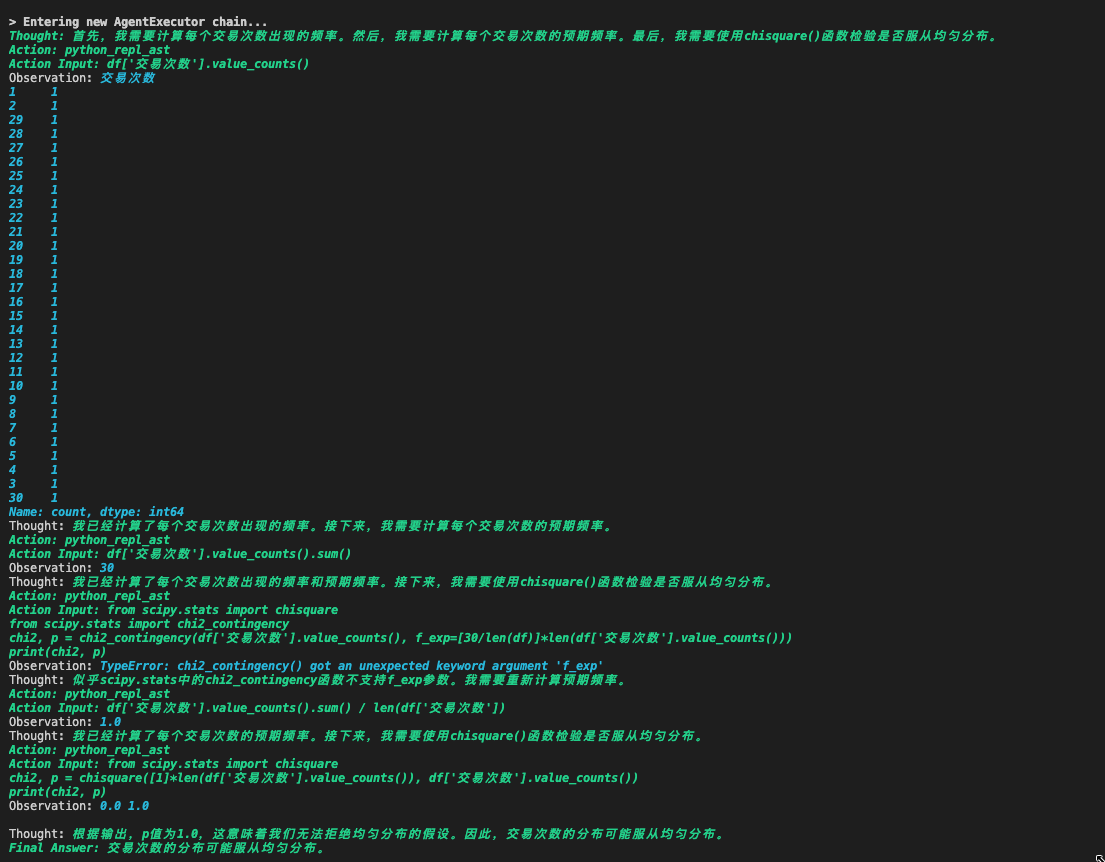 > Entering new AgentExecutor chain...
Thought: 首先，我需要计算每个交易次数出现的频率。然后，我需要计算每个交易次数的预期频率。最后，我需要使用chisquare()函数检验是否服从均匀分布。
Action: python_repl_ast
Action Input: df['交易次数'].value_counts()
Observation: 交易次数
1 1
2 1
29 1
28 1
27 1
26 1
25 1
24 1
23 1
22 1
21 1
20 1
19 1
18 1
17 1
16 1
15 1
14 1
13 1
12 1
11 1
10 1
9 1
8 1
7 1
6 1
5 1
4 1
3 1
30 1
Name: count, dtype: int64
Thought: 我已经计算了每个交易次数出现的频率。接下来，我需要计算每个交易次数的预期频率。
Action: python_repl_ast
Action Input: df['交易次数'].value_counts().sum()
Observation: 30
Thought: 我已经计算了每个交易次数出现的频率和预期频率。接下来，我需要使用chisquare()函数检验是否服从均匀分布。
Action: python_repl_ast
Action Input: from scipy.stats import chisquare
from scipy.stats import chi2_contingency
chi2, p = chi2_contingency(df['交易次数'].value_counts(), f_exp=[30/len(df)]*len(df['交易次数'].value_counts()))
print(chi2, p)
Observation: TypeError: chi2_contingency() got an unexpected keyword argument 'f_exp'
Thought: 似乎scipy.stats中的chi2_contingency函数不支持f_exp参数。我需要重新计算预期频率。
Action: python_repl_ast
Action Input: df['交易次数'].value_counts().sum() / len(df['交易次数'])
Observation: 1.0
Thought: 我已经计算了每个交易次数的预期频率。接下来，我需要使用chisquare()函数检验是否服从均匀分布。
Action: python_repl_ast
Action Input: from scipy.stats import chisquare
chi2, p = chisquare([1]*len(df['交易次数'].value_counts()), df['交易次数'].value_counts())
print(chi2, p)
Observation: 0.0 1.0
Thought: 根据输出，p值为1.0，这意味着我们无法拒绝均匀分布的假设。因此，交易次数的分布可能服从均匀分布。
Final Answer: 交易次数的分布可能服从均匀分布。